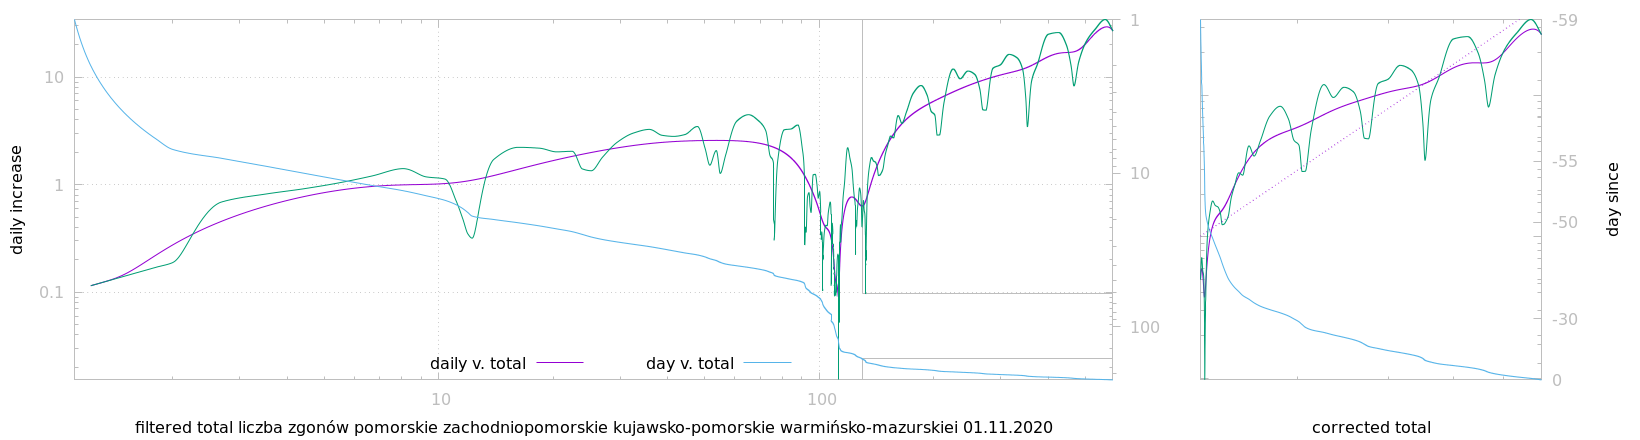 daily increase
10
1
0.1
10
100
1
10
100
daily v. total
day v. total
filtered total liczba zgonów pomorskie zachodniopomorskie kujawsko-pomorskie warmińsko-mazurskiei 01.11.2020
-59
-55
-50
-50
-30
0
day since
corrected total